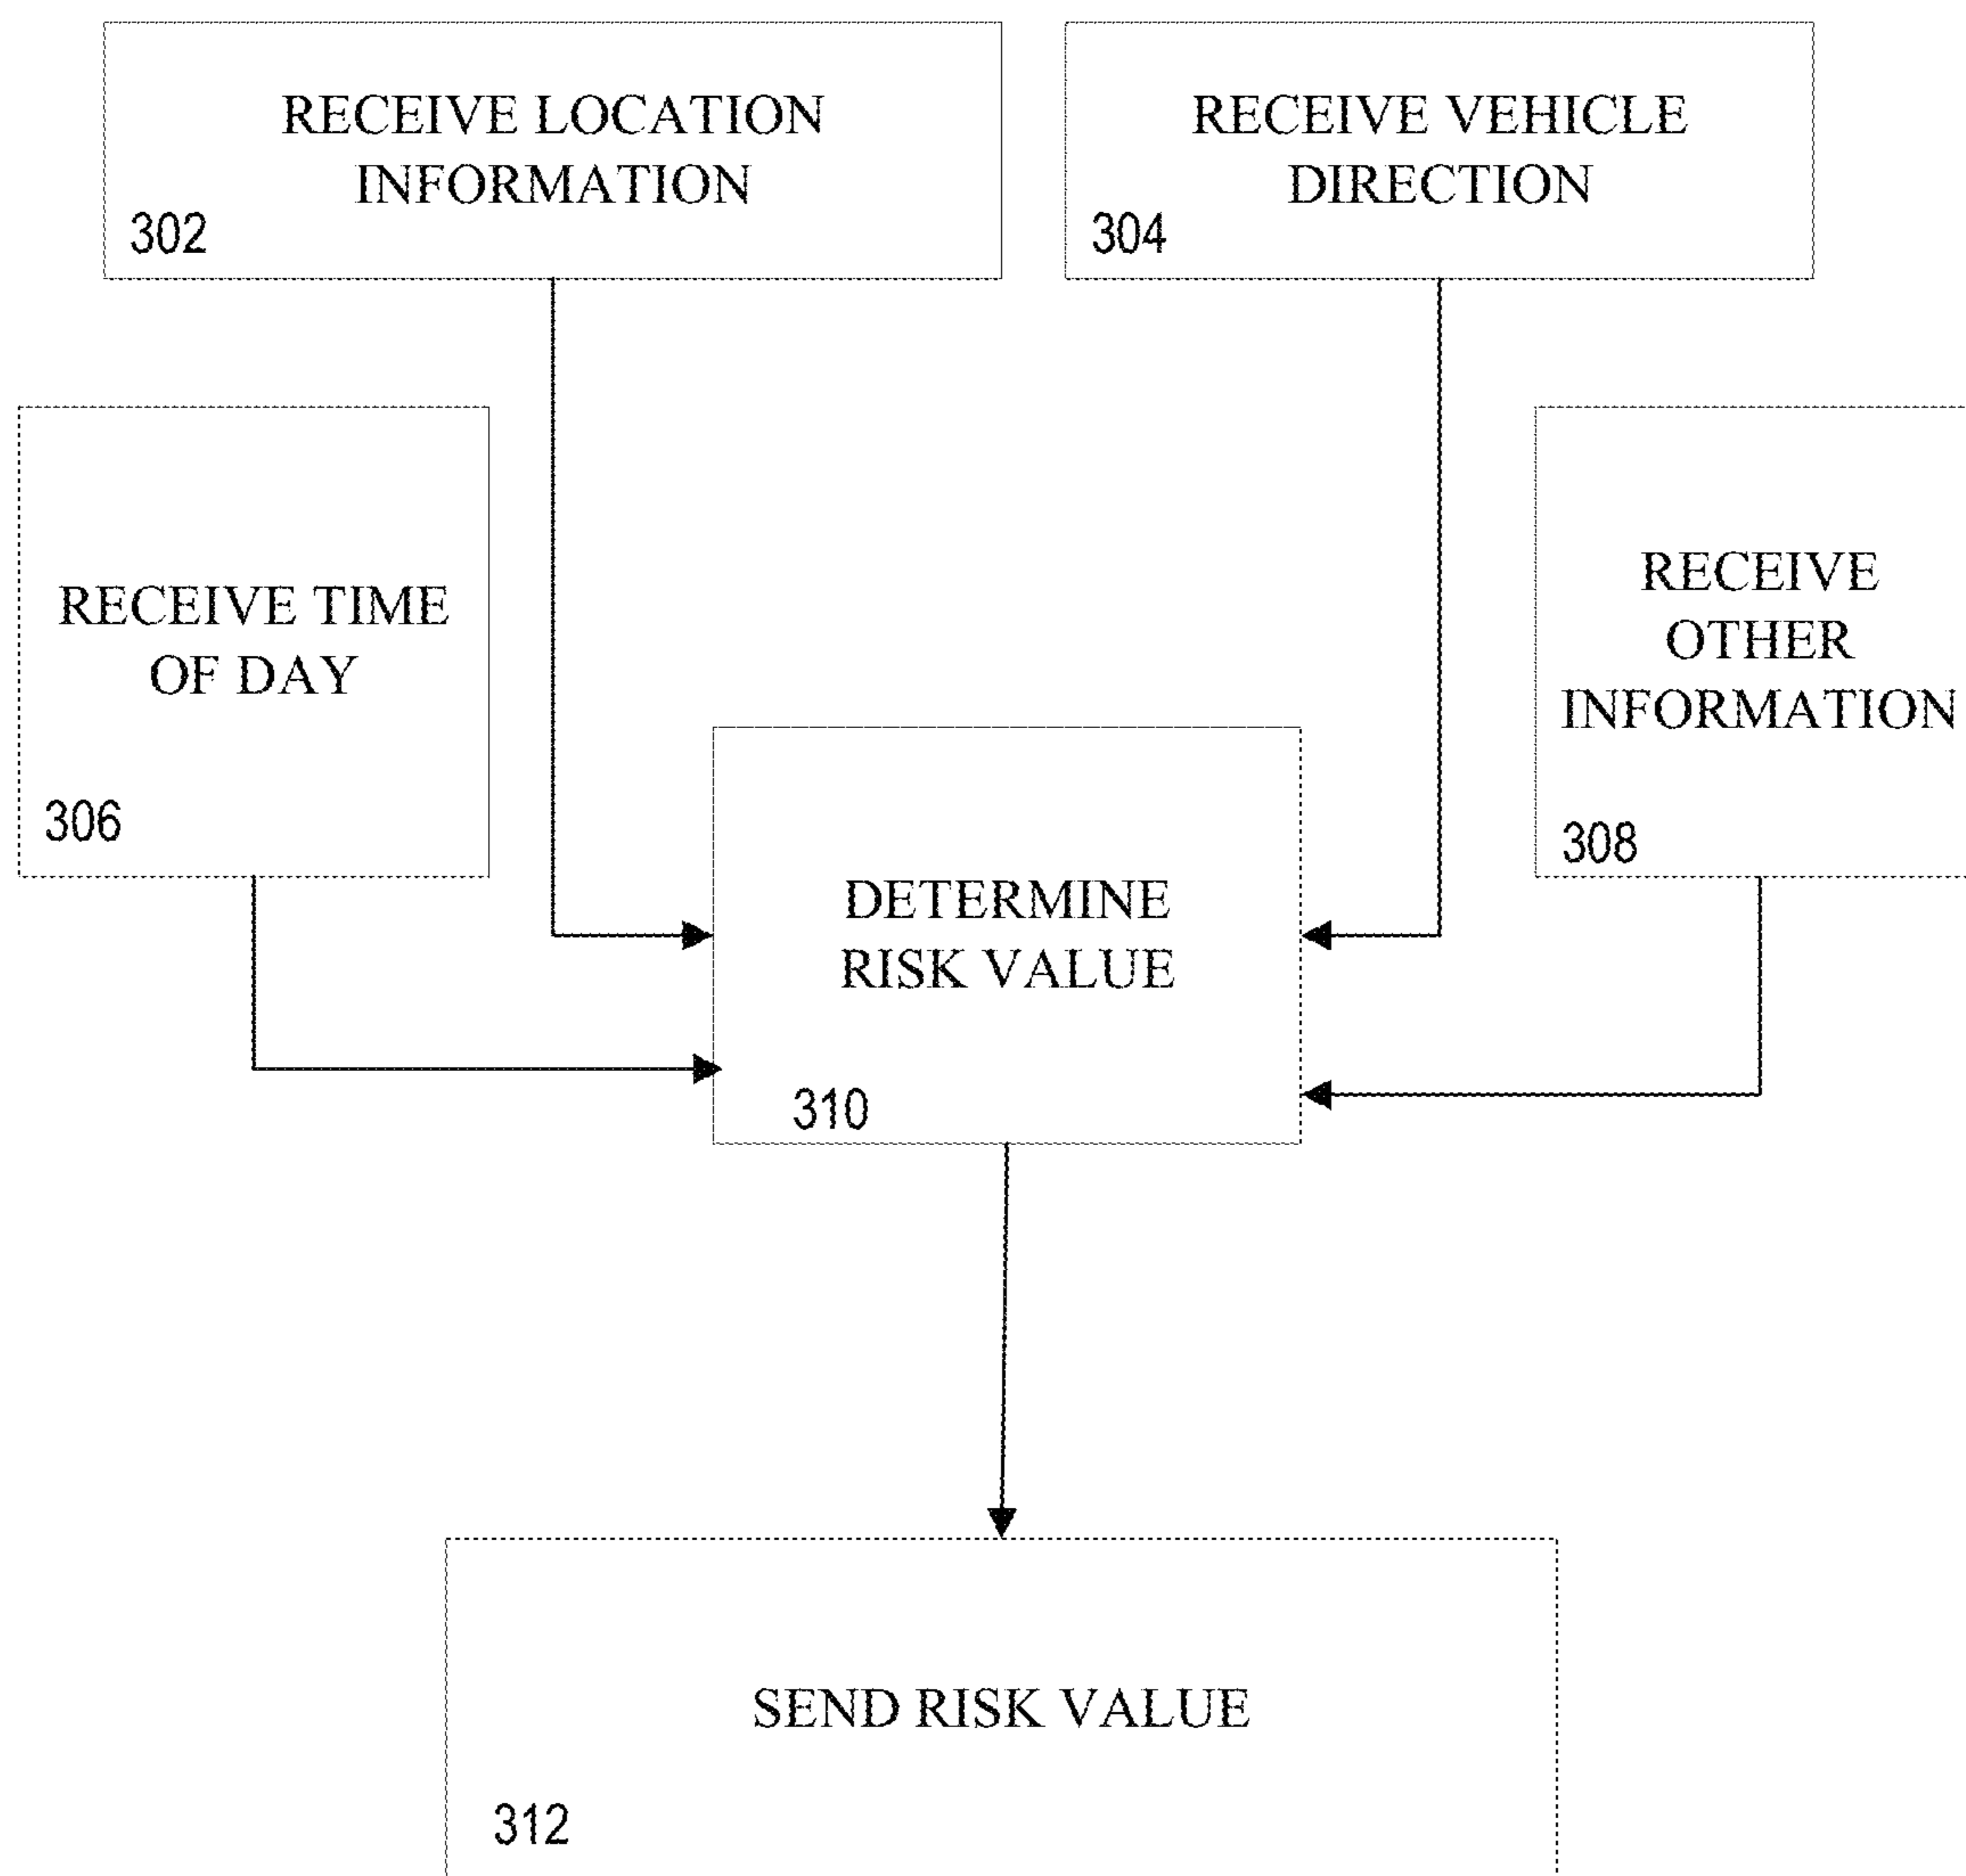 RECEIVE LOCATION
INFORMATION
302
RECEIVE VEHICLE
DIRECTION
304
RECEIVE TIME
OF DAY
306
RECEIVE
OTHER
INFORMATION
308
DETERMINE
RISK VALUE
310
SEND RISK VALUE
312